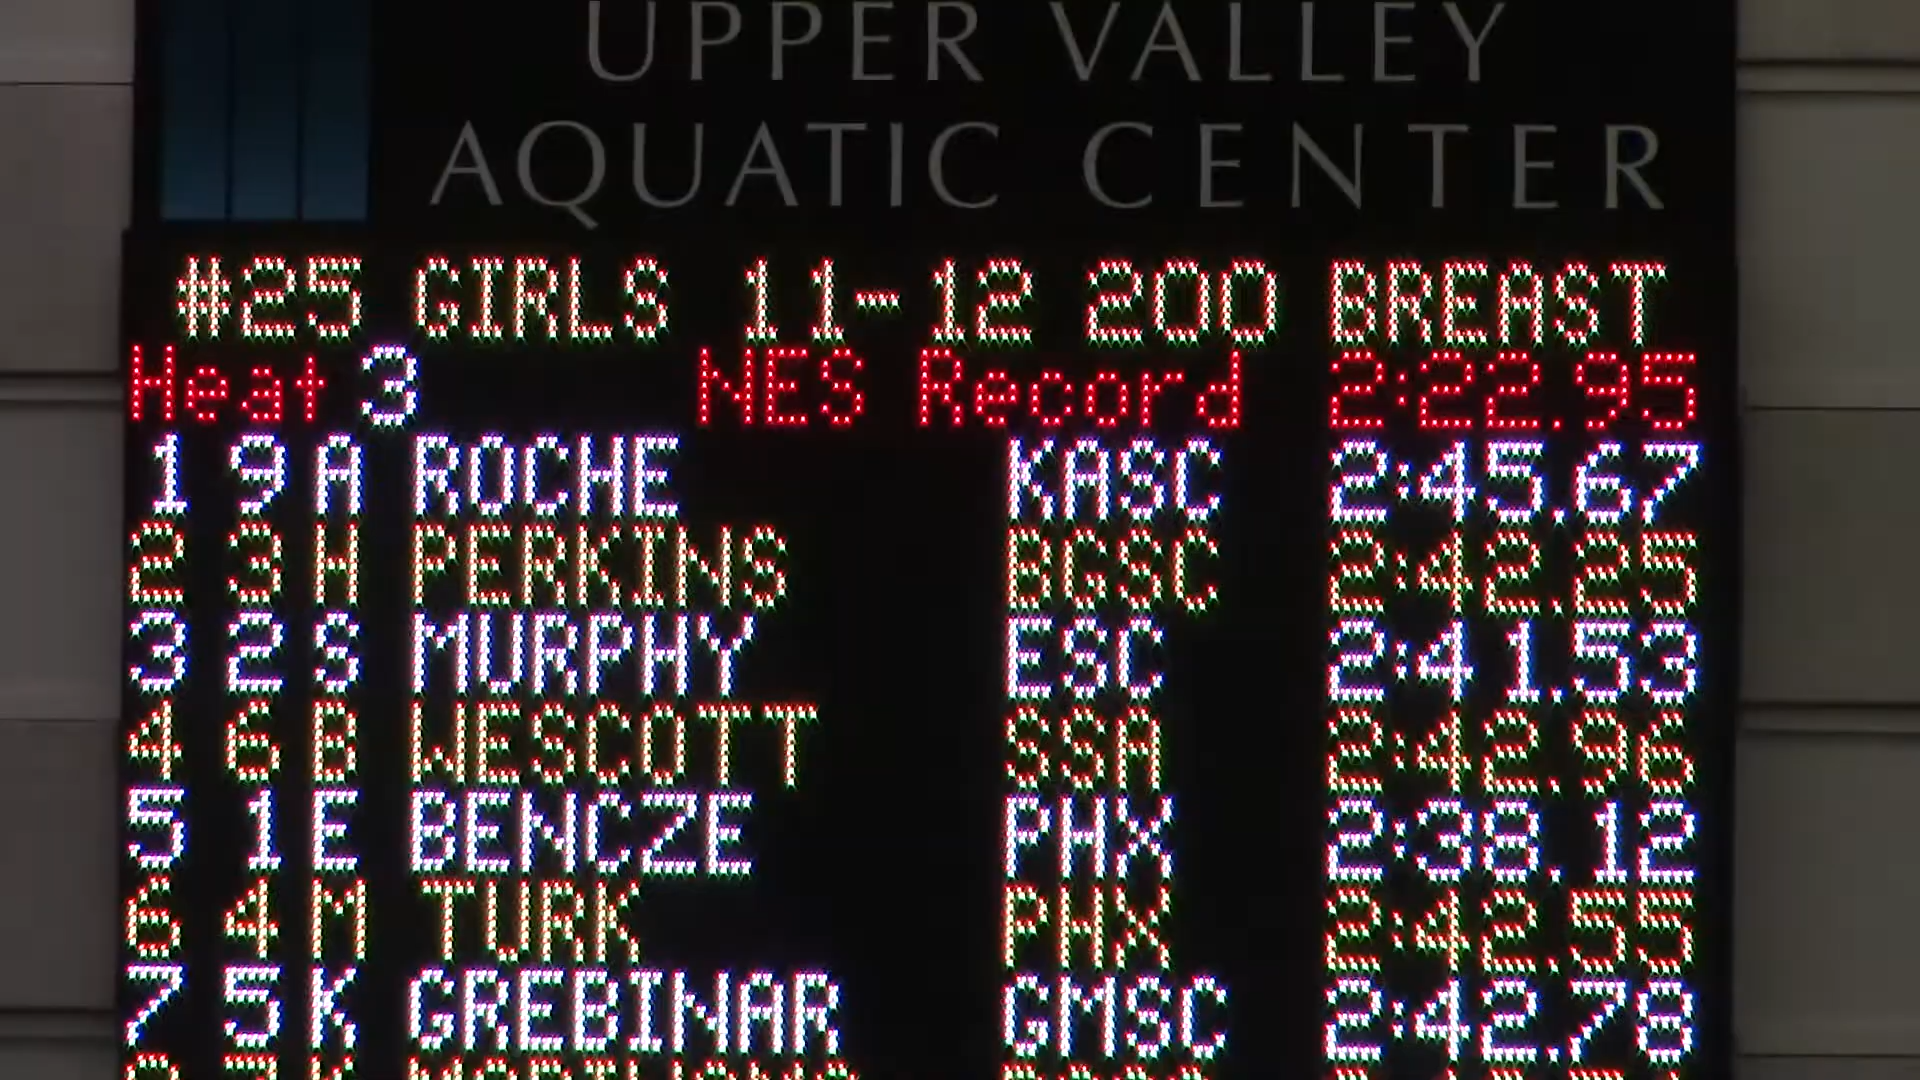 UPPER VALLEY
AQUATIC CENTER
#25 GIRLS 11-12 200 BREAST
Heat 3 NES Record 2:22.95
1 9 A ROCHE KASC 2:45.67
2 3 H PERKINS BGSC 2:42.25
3 2 S MURPHY ESC 2:41.53
4 6 B WESCOTT SSA 2:42.96
5 1 E BENCZE PHX 2:38.12
6 4 M TURK PHX 2:42.55
7 5 K GREBINAR GMSC 2:42.78